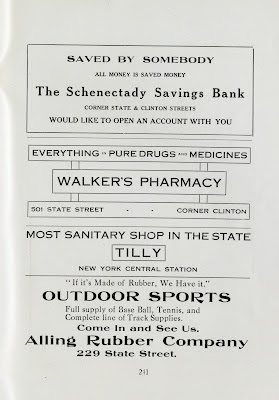 SAVED BY SOMEBODY
ALL MONEY IS SAVED MONEY
The Schenectady Savings Bank
CORNER STATE & CLINTON STREETS
WOULD LIKE TO OPEN AN ACCOUNT WITH YOU
EVERYTHING IN PURE DRUGS AND MEDICINES
WALKER'S PHARMACY
501 STATE STREET - - CORNER CLINTON
MOST SANITARY SHOP IN THE STATE
TILLY
NEW YORK CENTRAL STATION
"If it's Made of Rubber, We Have it."
OUTDOOR SPORTS
Full supply of Base Ball, Tennis, and
Complete line of Track Supplies.
Come In and See Us.
Alling Rubber Company
229 State Street.
241